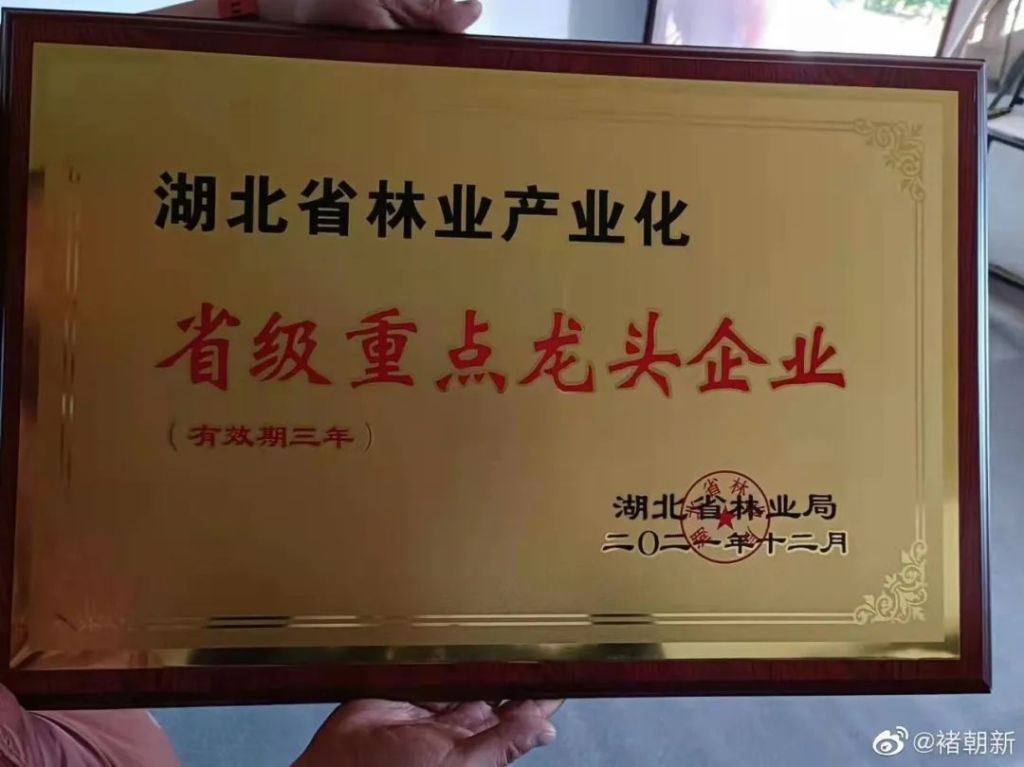 湖北省林业产业化
省级重点龙头企业
（有效期三年）
湖北省林业局
二〇二一年十二月
@褚朝新